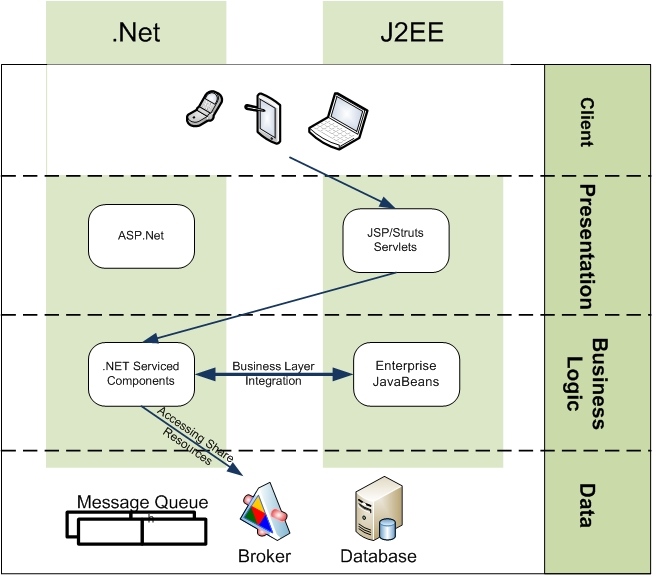 .Net
J2EE
Client
Presentation
ASP.Net
JSP/Struts
Servlets
Business
Logic
.NET Serviced
Components
Business Layer
Integration
Enterprise
JavaBeans
Accessing Share
Resources
Data
Message Queue
h
Broker
Database